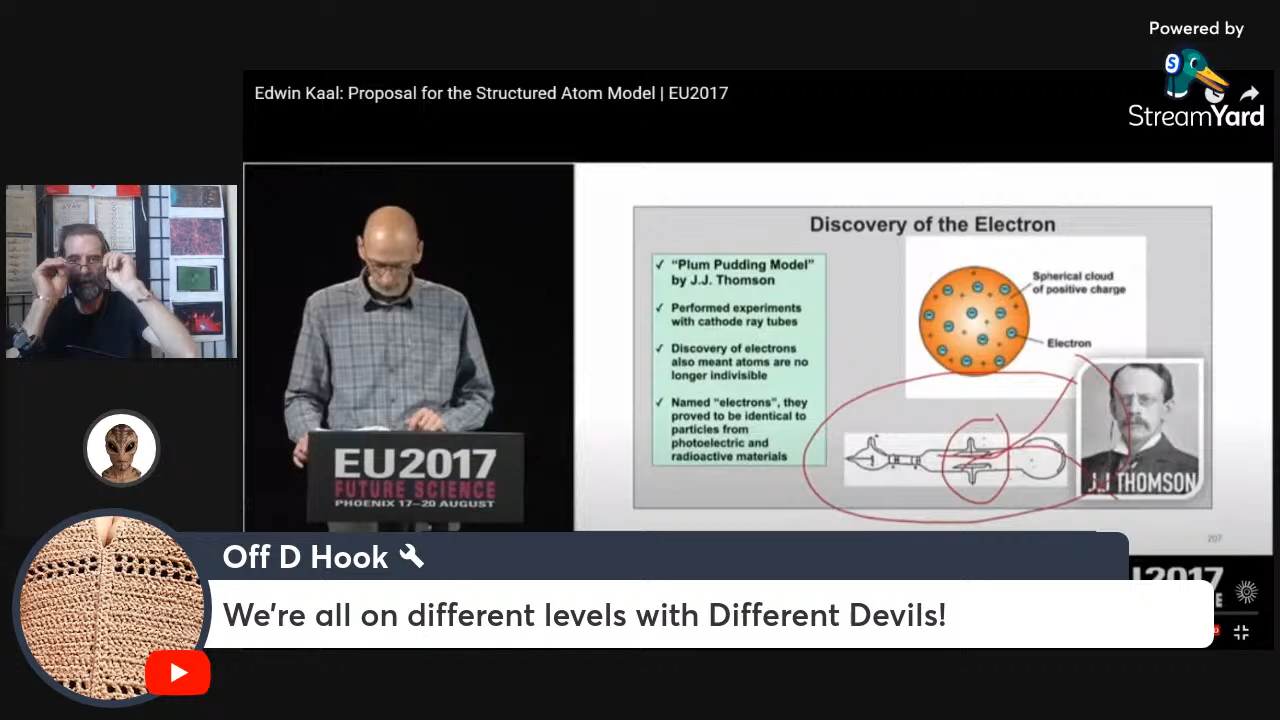 Powered by
StreamYard
Edwin Kaal: Proposal for the Structured Atom Model | EU2017
Discovery of the Electron
✓ “Plum Pudding Model”
by J.J. Thomson
✓ Performed experiments
with cathode ray tubes
✓ Discovery of electrons
also meant atoms are no
longer indivisible
✓ Named “electrons”, they
proved to be identical to
particles from
photoelectric and
radioactive materials
Spherical cloud
of positive charge
Electron
J.J THOMSON
207
EU2017
FUTURE SCIENCE
PHOENIX 17–20 AUGUST
Off D Hook
We're all on different levels with Different Devils!